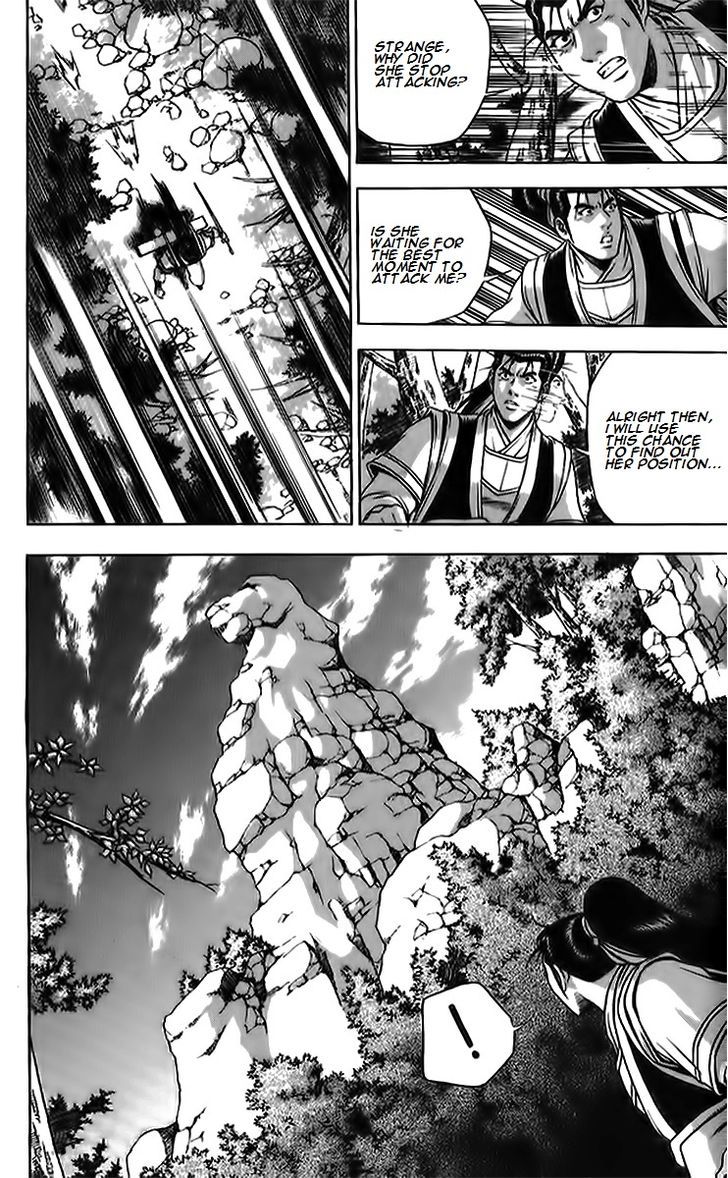 STRANGE,
WHY DID
SHE STOP
ATTACKING?
IS SHE
WAITING FOR
THE BEST
MOMENT TO
ATTACK ME?
ALRIGHT THEN,
I WILL USE
THIS CHANCE
TO FIND OUT
HER POSITION...
!